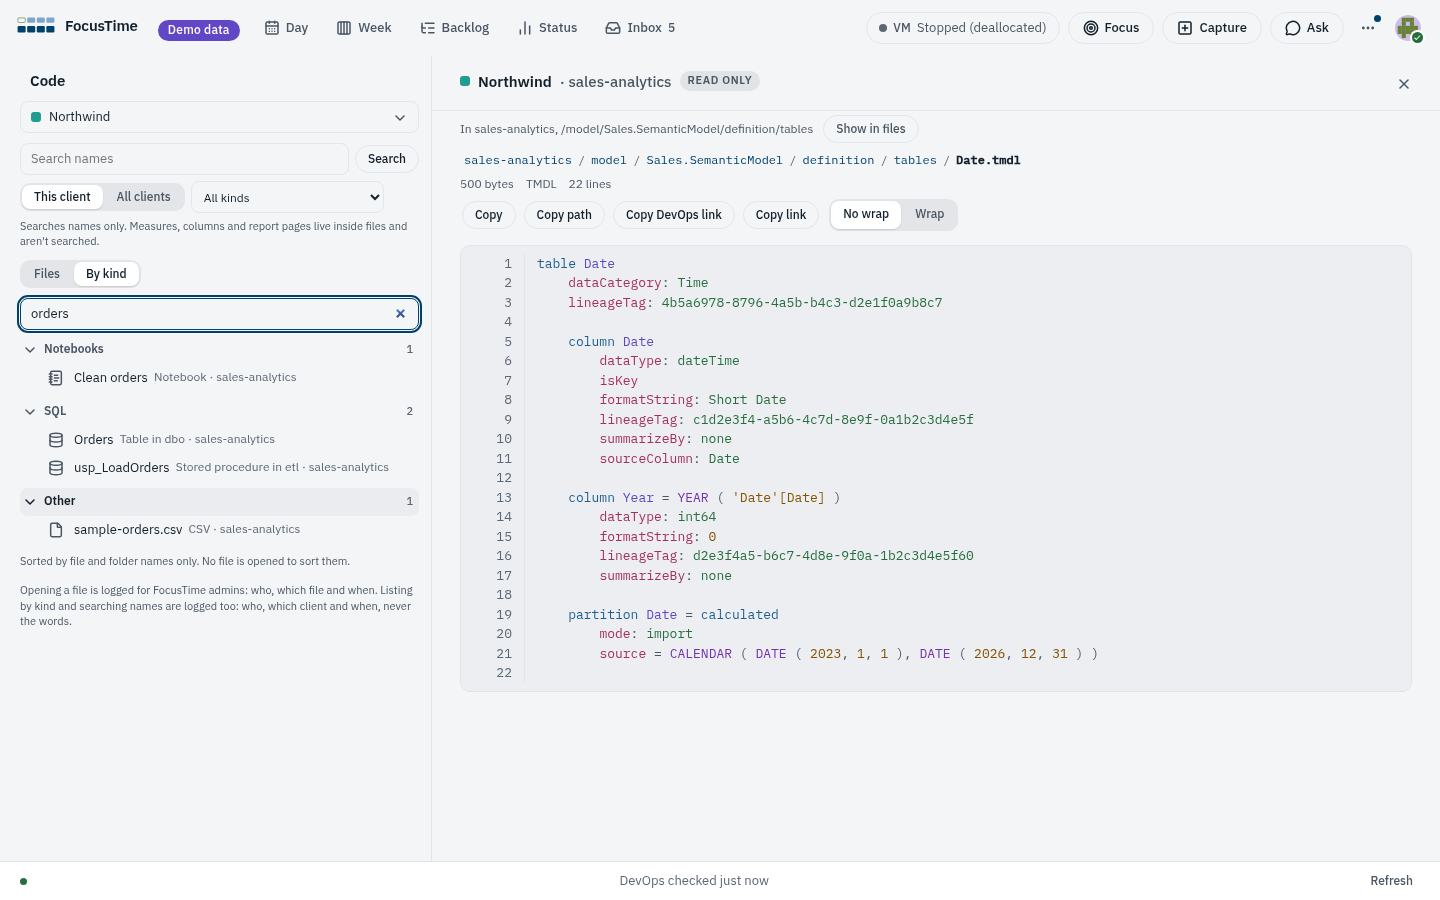 FocusTime
Demo data
Day
Week
Backlog
Status
Inbox 5
VM Stopped (deallocated)
Focus
Capture
Ask
Code
Northwind
Search names
Search
This client
All clients
All kinds
Searches names only. Measures, columns and report pages live inside files and
aren't searched.
Files
By kind
orders
Notebooks 1
Clean orders Notebook · sales-analytics
SQL 2
Orders Table in dbo · sales-analytics
usp_LoadOrders Stored procedure in etl · sales-analytics
Other 1
sample-orders.csv CSV · sales-analytics
Sorted by file and folder names only. No file is opened to sort them.
Opening a file is logged for FocusTime admins: who, which file and when. Listing
by kind and searching names are logged too: who, which client and when, never
the words.
Northwind · sales-analytics READ ONLY
In sales-analytics, /model/Sales.SemanticModel/definition/tables Show in files
sales-analytics / model / Sales.SemanticModel / definition / tables / Date.tmdl
500 bytes TMDL 22 lines
Copy
Copy path
Copy DevOps link
Copy link
No wrap
Wrap
1 table Date
2 dataCategory: Time
3 lineageTag: 4b5a6978-8796-4a5b-b4c3-d2e1f0a9b8c7
4
5 column Date
6 dataType: dateTime
7 isKey
8 formatString: Short Date
9 lineageTag: c1d2e3f4-a5b6-4c7d-8e9f-0a1b2c3d4e5f
10 summarizeBy: none
11 sourceColumn: Date
12
13 column Year = YEAR ( 'Date'[Date] )
14 dataType: int64
15 formatString: 0
16 lineageTag: d2e3f4a5-b6c7-4d8e-9f0a-1b2c3d4e5f60
17 summarizeBy: none
18
19 partition Date = calculated
20 mode: import
21 source = CALENDAR ( DATE ( 2023, 1, 1 ), DATE ( 2026, 12, 31 ) )
22
DevOps checked just now
Refresh